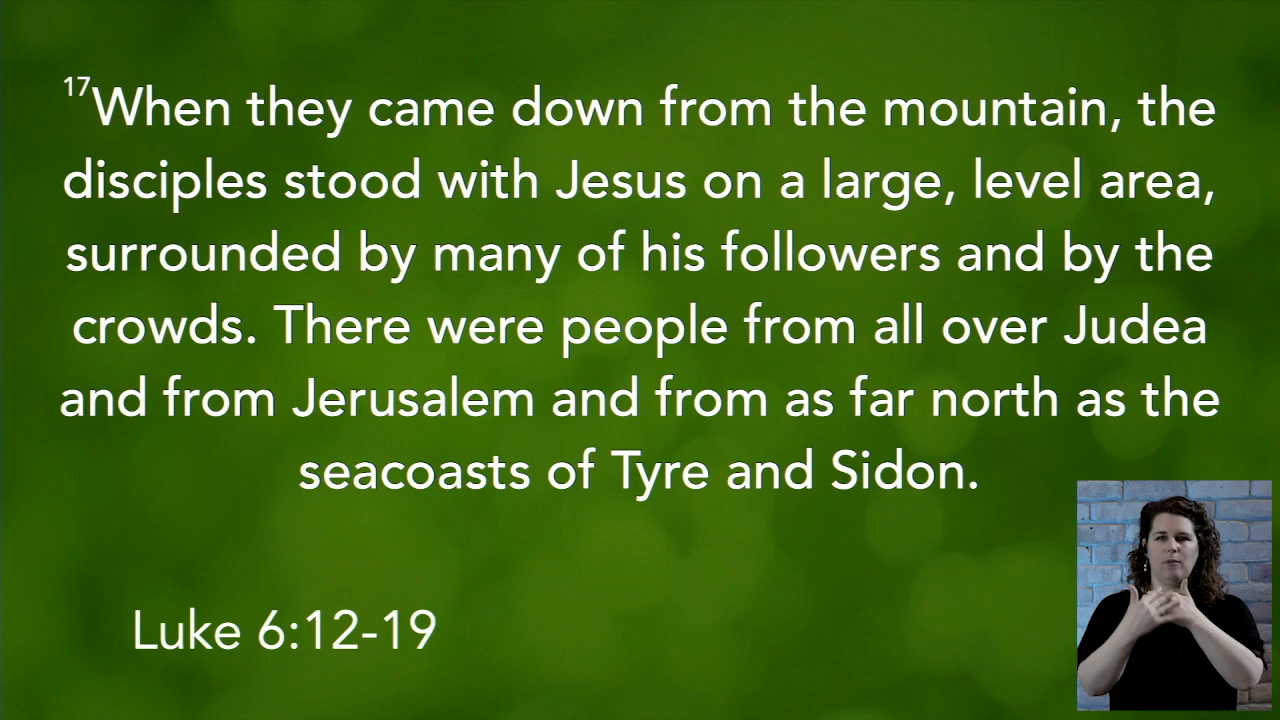 17When they came down from the mountain, the
disciples stood with Jesus on a large, level area,
surrounded by many of his followers and by the
crowds. There were people from all over Judea
and from Jerusalem and from as far north as the
seacoasts of Tyre and Sidon.
Luke 6:12-19